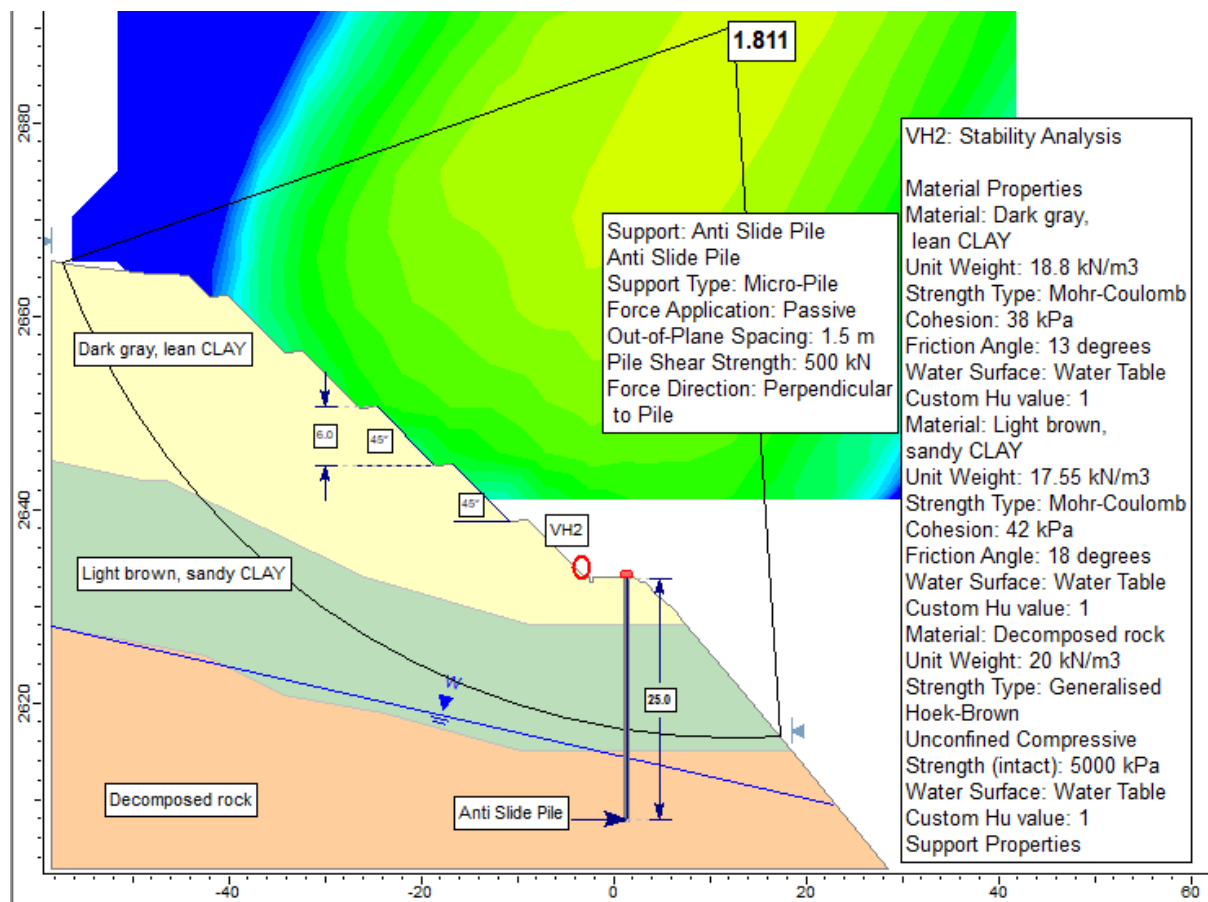 1.811
2680
2660
2640
2620
VH2: Stability Analysis
Material Properties
Material: Dark gray,
lean CLAY
Unit Weight: 18.8 kN/m3
Strength Type: Mohr-Coulomb
Cohesion: 38 kPa
Friction Angle: 13 degrees
Water Surface: Water Table
Custom Hu value: 1
Material: Light brown,
sandy CLAY
Unit Weight: 17.55 kN/m3
Strength Type: Mohr-Coulomb
Cohesion: 42 kPa
Friction Angle: 18 degrees
Water Surface: Water Table
Custom Hu value: 1
Material: Decomposed rock
Unit Weight: 20 kN/m3
Strength Type: Generalised
Hoek-Brown
Unconfined Compressive
Strength (intact): 5000 kPa
Water Surface: Water Table
Custom Hu value: 1
Support Properties
Support: Anti Slide Pile
Anti Slide Pile
Support Type: Micro-Pile
Force Application: Passive
Out-of-Plane Spacing: 1.5 m
Pile Shear Strength: 500 kN
Force Direction: Perpendicular
to Pile
Dark gray, lean CLAY
6.0
45°
45°
VH2
Light brown, sandy CLAY
W
25.0
Decomposed rock
Anti Slide Pile
-40
-20
0
20
40
60